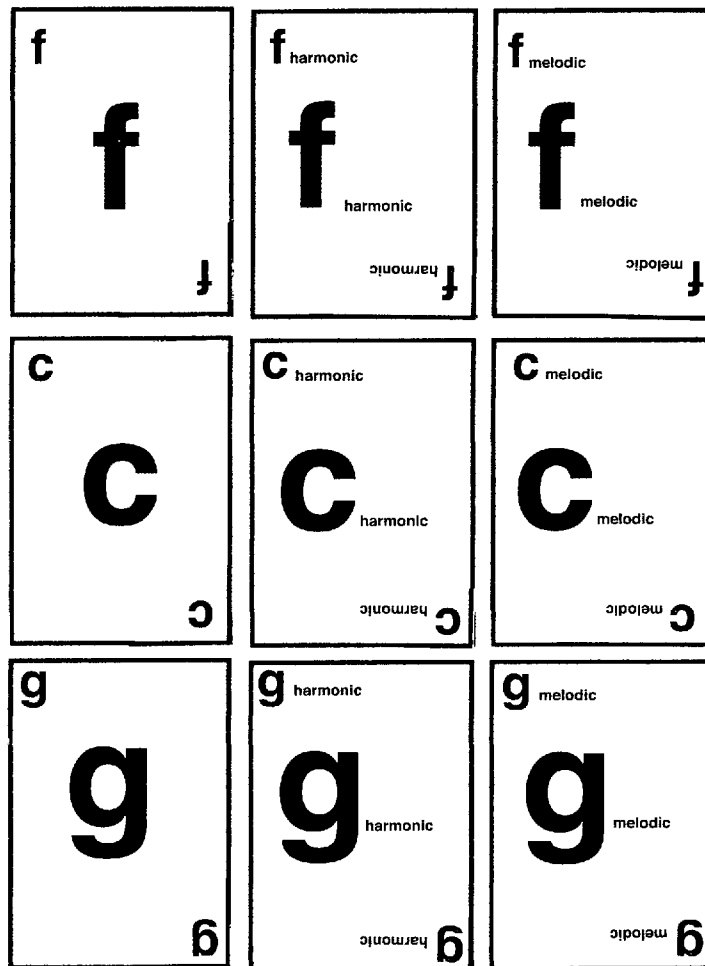 f
f
f
f harmonic
f harmonic
harmonic f
f melodic
f melodic
melodic f
c
c
c
c harmonic
c harmonic
harmonic c
c melodic
c melodic
melodic c
g
g
g
g harmonic
g harmonic
harmonic g
g melodic
g melodic
melodic g